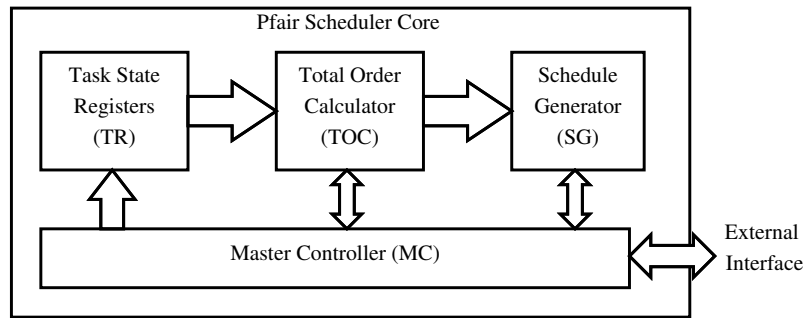 Pfair Scheduler Core
Task State
Registers
(TR)
Total Order
Calculator
(TOC)
Schedule
Generator
(SG)
Master Controller (MC)
External
Interface